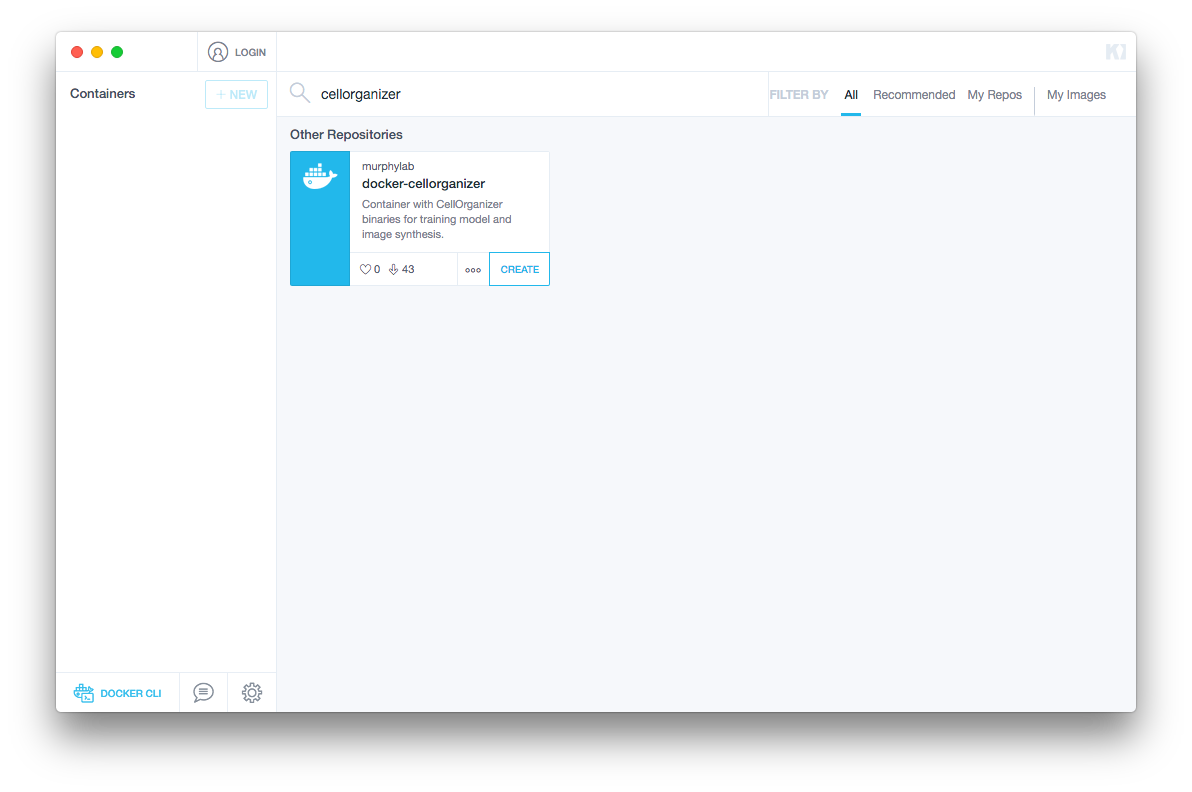 LOGIN
Containers
+ NEW
cellorganizer
FILTER BY All Recommended My Repos My Images
Other Repositories
murphylab
docker-cellorganizer
Container with CellOrganizer
binaries for training model and
image synthesis.
0 43
CREATE
DOCKER CLI